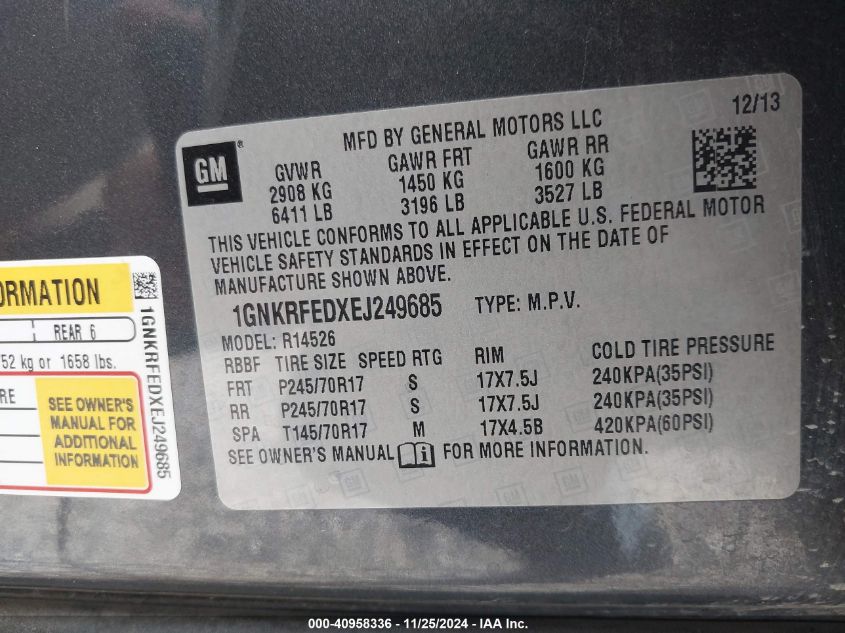 12/13
MFD BY GENERAL MOTORS LLC
GM
GVWR GAWR FRT GAWR RR
2908 KG 1450 KG 1600 KG
6411 LB 3196 LB 3527 LB
THIS VEHICLE CONFORMS TO ALL APPLICABLE U.S. FEDERAL MOTOR
VEHICLE SAFETY STANDARDS IN EFFECT ON THE DATE OF
MANUFACTURE SHOWN ABOVE.
1GNKRFEDXEJ249685 TYPE: M.P.V.
MODEL: R14526
RBBF TIRE SIZE SPEED RTG RIM COLD TIRE PRESSURE
FRT P245/70R17 S 17X7.5J 240KPA(35PSI)
RR P245/70R17 S 17X7.5J 240KPA(35PSI)
SPA T145/70R17 M 17X4.5B 420KPA(60PSI)
SEE OWNER'S MANUAL FOR MORE INFORMATION.
ORMATION
REAR 6
752 kg or 1658 lbs.
RE
SEE OWNER'S
MANUAL FOR
ADDITIONAL
INFORMATION
1GNKRFEDXEJ249685
000-40958336 - 11/25/2024 - IAA Inc.